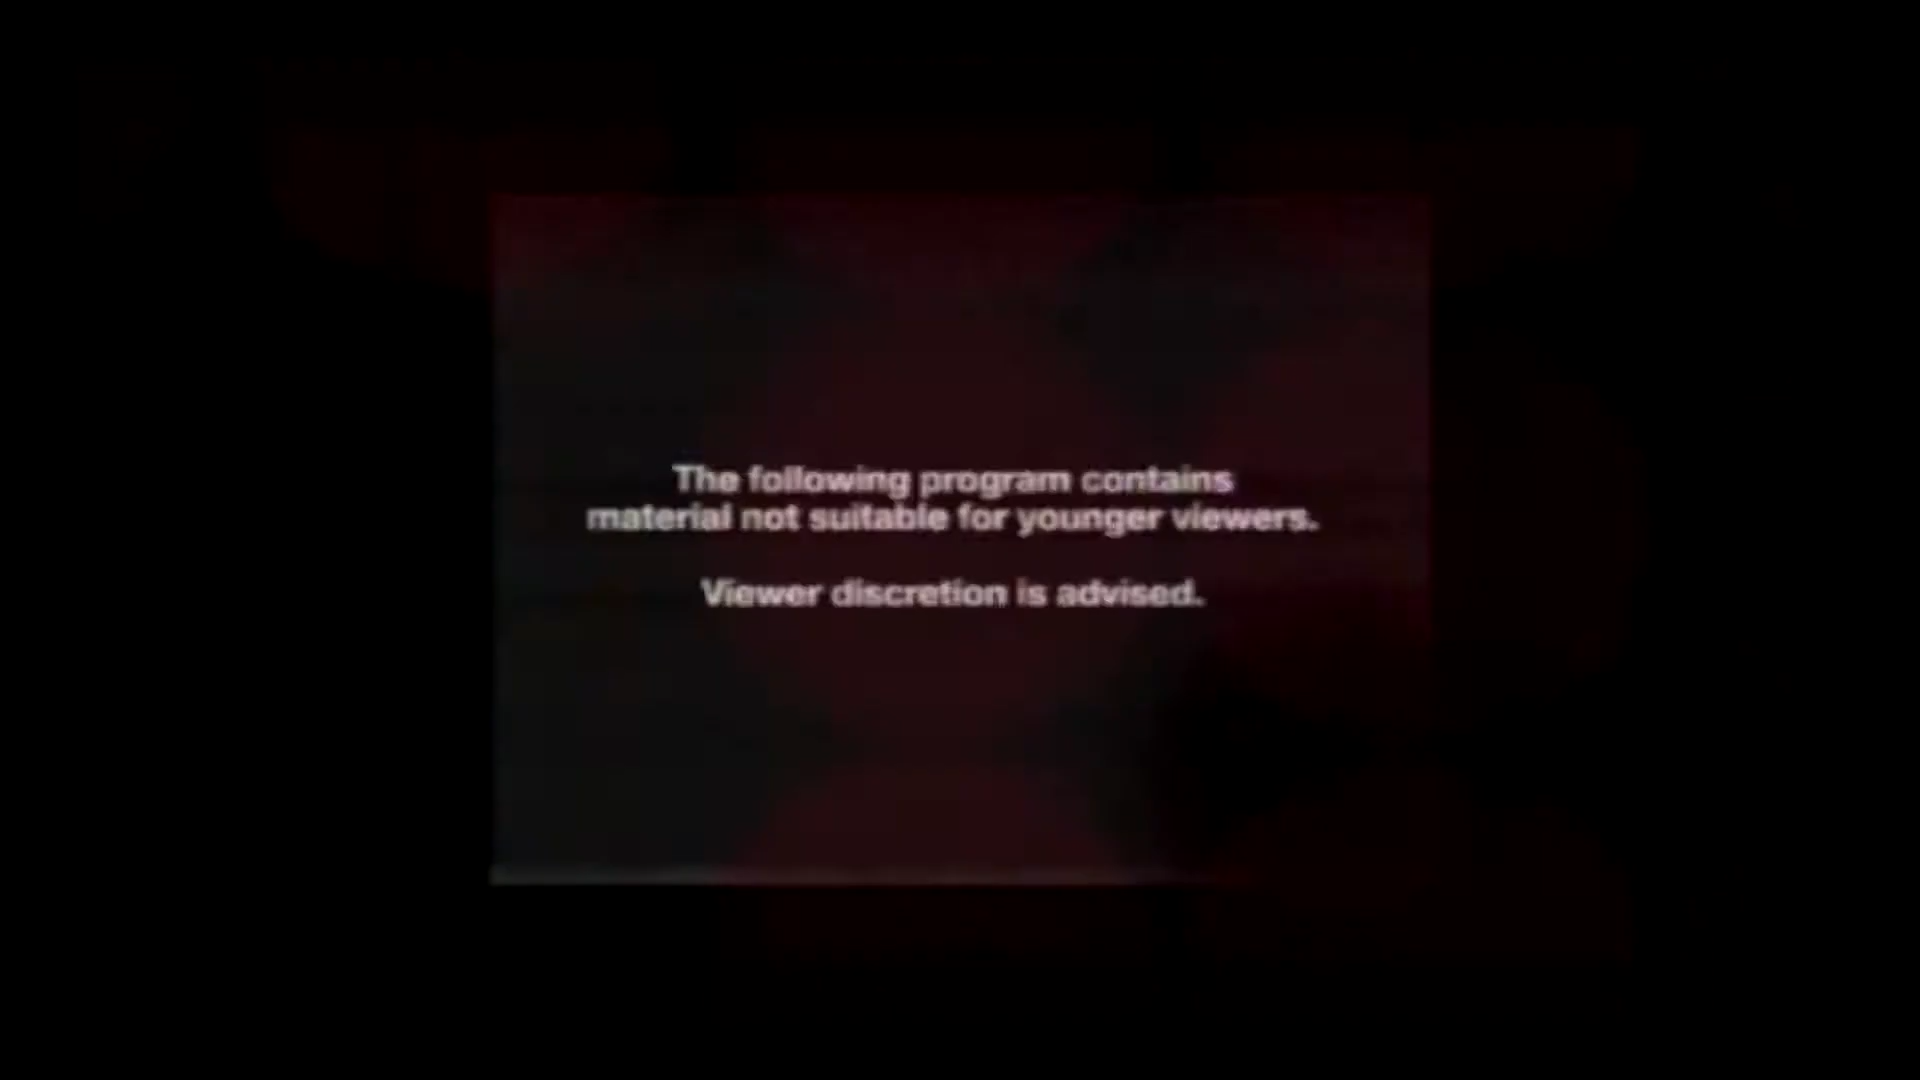 The following program contains
material not suitable for younger viewers.
Viewer discretion is advised.